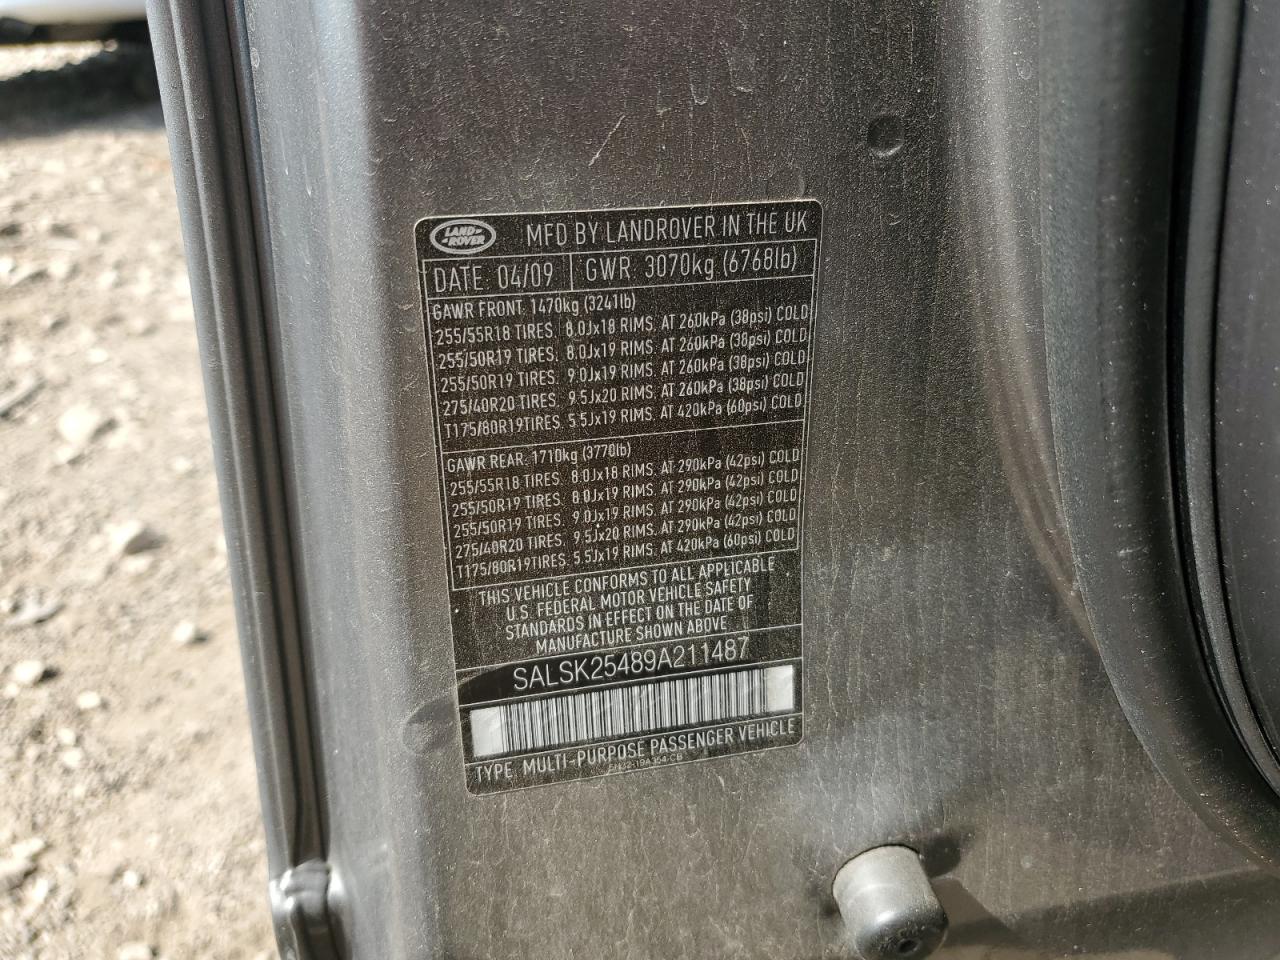 LAND-
-ROVER
MFD BY LANDROVER IN THE UK
DATE: 04/09 GWR. 3070kg (6768lb)
GAWR FRONT. 1470kg (3241lb)
255/55R18 TIRES. 8.0Jx18 RIMS. AT 260kPa (38psi) COLD
255/50R19 TIRES. 8.0Jx19 RIMS. AT 260kPa (38psi) COLD
255/50R19 TIRES. 9.0Jx19 RIMS. AT 260kPa (38psi) COLD
275/40R20 TIRES. 9.5Jx20 RIMS. AT 260kPa (38psi) COLD
T175/80R19TIRES. 5.5Jx19 RIMS. AT 420kPa (60psi) COLD
GAWR REAR. 1710kg (3770lb)
255/55R18 TIRES. 8.0Jx18 RIMS. AT 290kPa (42psi) COLD
255/50R19 TIRES. 8.0Jx19 RIMS. AT 290kPa (42psi) COLD
255/50R19 TIRES. 9.0Jx19 RIMS. AT 290kPa (42psi) COLD
275/40R20 TIRES. 9.5Jx20 RIMS. AT 290kPa (42psi) COLD
T175/80R19TIRES. 5.5Jx19 RIMS. AT 420kPa (60psi) COLD
THIS VEHICLE CONFORMS TO ALL APPLICABLE
U.S. FEDERAL MOTOR VEHICLE SAFETY
STANDARDS IN EFFECT ON THE DATE OF
MANUFACTURE SHOWN ABOVE
SALSK25489A211487
TYPE. MULTI-PURPOSE PASSENGER VEHICLE